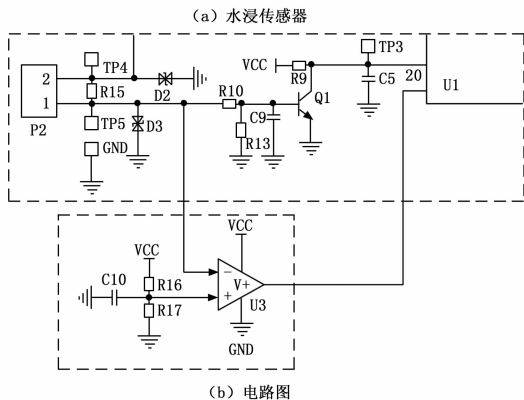 (a) 水浸传感器
TP3
TP4
VCC
R9
2
D2
C5
20
R15
R10
U1
1
Q1
P2
TP5
D3
C9
R13
GND
VCC
VCC
C10
R16
−
V+
+
R17
U3
GND
(b) 电路图